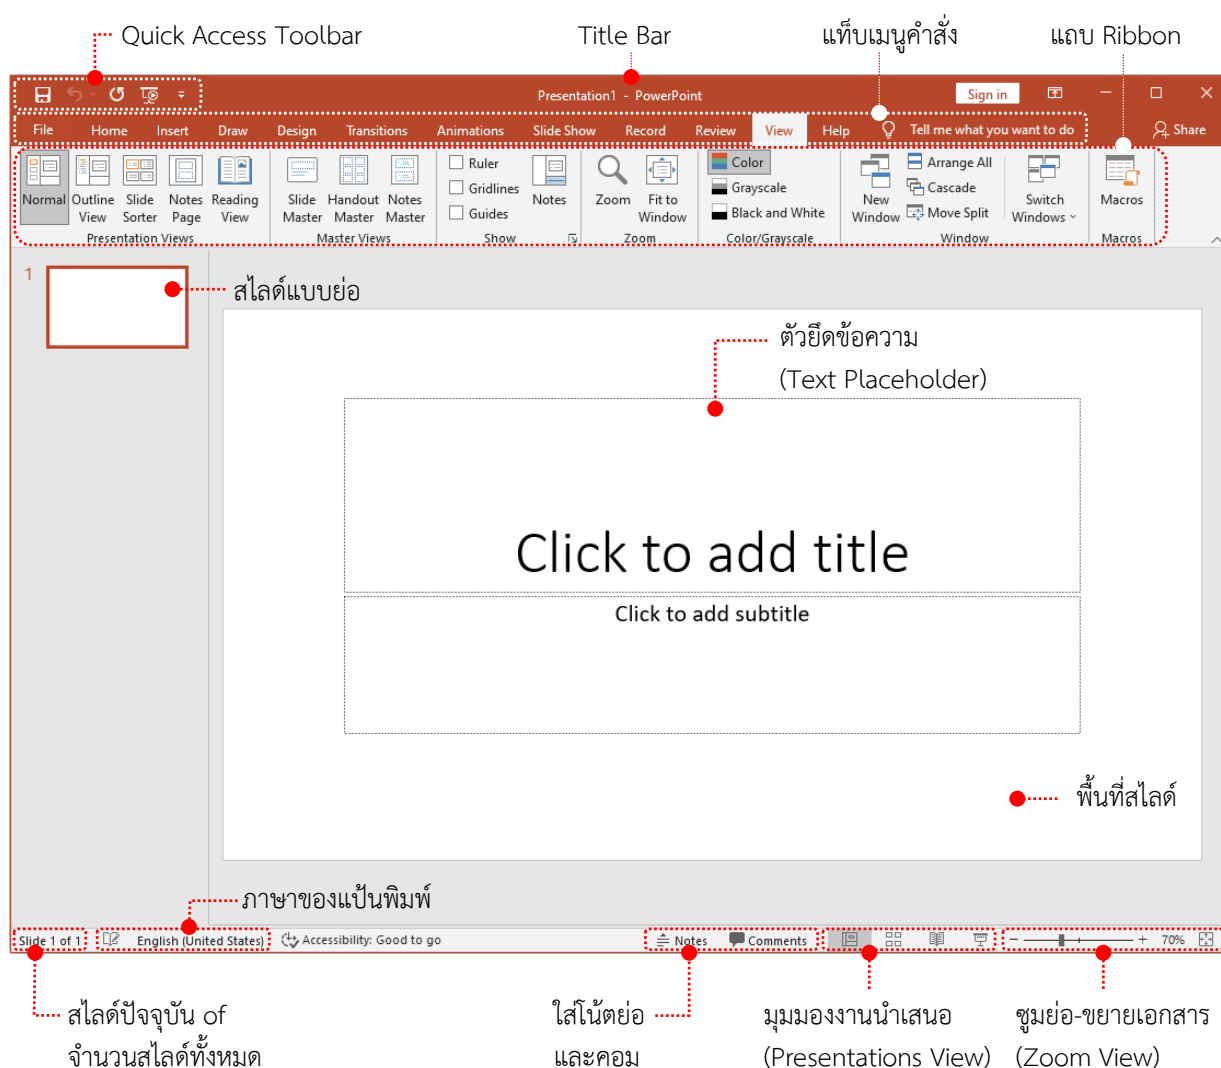 Quick Access Toolbar
Title Bar
แท็บเมนูคำสั่ง
แถบ Ribbon
Presentation1 - PowerPoint
Sign in
File Home Insert Draw Design Transitions Animations Slide Show Record Review View Help Tell me what you want to do Share
Normal
Outline View
Slide Sorter
Notes Page
Reading View
Presentation Views
Slide Master
Handout Master
Notes Master
Master Views
Ruler
Gridlines
Guides
Show
Notes
Zoom
Fit to Window
Zoom
Color
Grayscale
Black and White
Color/Grayscale
New Window
Arrange All
Cascade
Move Split
Switch Windows
Window
Macros
Macros
1
สไลด์แบบย่อ
ตัวยึดข้อความ
(Text Placeholder)
Click to add title
Click to add subtitle
พื้นที่สไลด์
ภาษาของแป้นพิมพ์
Slide 1 of 1 English (United States) Accessibility: Good to go Notes Comments 70%
สไลด์ปัจจุบัน of
จำนวนสไลด์ทั้งหมด
ใส่โน้ตย่อ
และคอม
มุมมองงานนำเสนอ
(Presentations View)
ซูมย่อ-ขยายเอกสาร
(Zoom View)